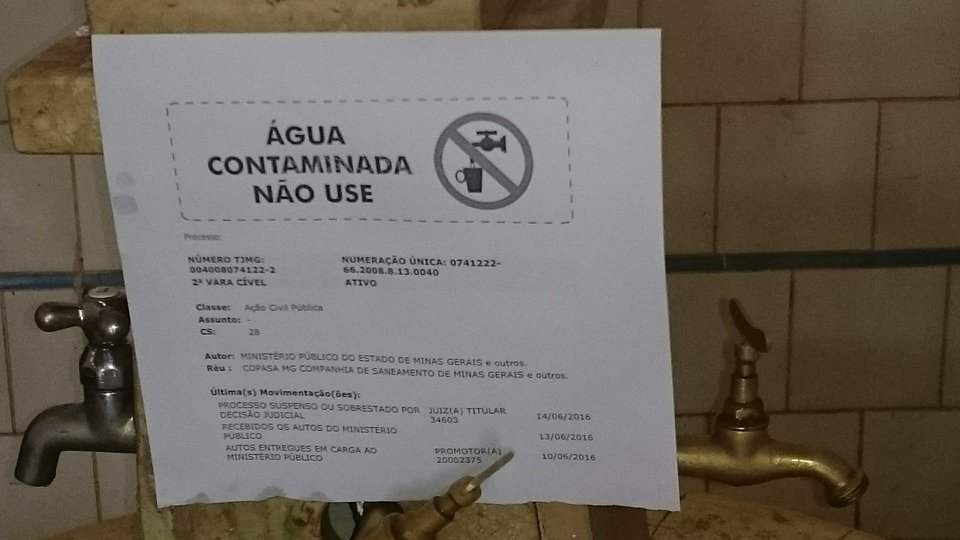 ÁGUA
CONTAMINADA
NÃO USE
Processo:
NÚMERO TJMG:
004008074122-2
NUMERAÇÃO ÚNICA: 0741222-
66.2008.8.13.0040
2ª VARA CÍVEL
ATIVO
Classe: Ação Civil Pública
Assunto: -
CS: 28
Autor: MINISTÉRIO PÚBLICO DO ESTADO DE MINAS GERAIS e outros.
Réu : COPASA MG COMPANHIA DE SANEAMENTO DE MINAS GERAIS e outros.
Última(s) Movimentação(ões):
PROCESSO SUSPENSO OU SOBRESTADO POR
DECISÃO JUDICIAL
JUIZ(A) TITULAR
34603
14/06/2016
RECEBIDOS OS AUTOS DO MINISTÉRIO
PÚBLICO
13/06/2016
AUTOS ENTREGUES EM CARGA AO
MINISTÉRIO PÚBLICO
PROMOTOR(A)
20002375
10/06/2016